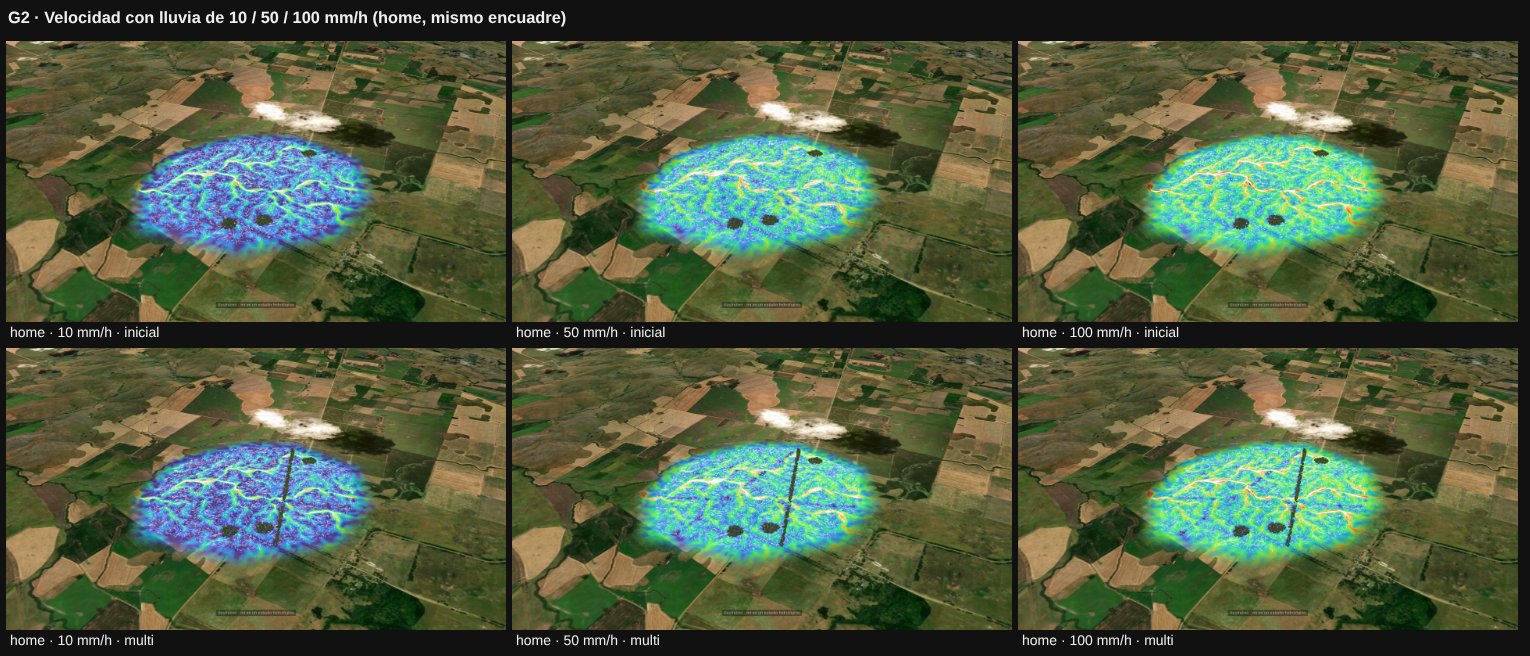 G2 · Velocidad con lluvia de 10 / 50 / 100 mm/h (home, mismo encuadre)
home · 10 mm/h · inicial
home · 50 mm/h · inicial
home · 100 mm/h · inicial
home · 10 mm/h · multi
home · 50 mm/h · multi
home · 100 mm/h · multi